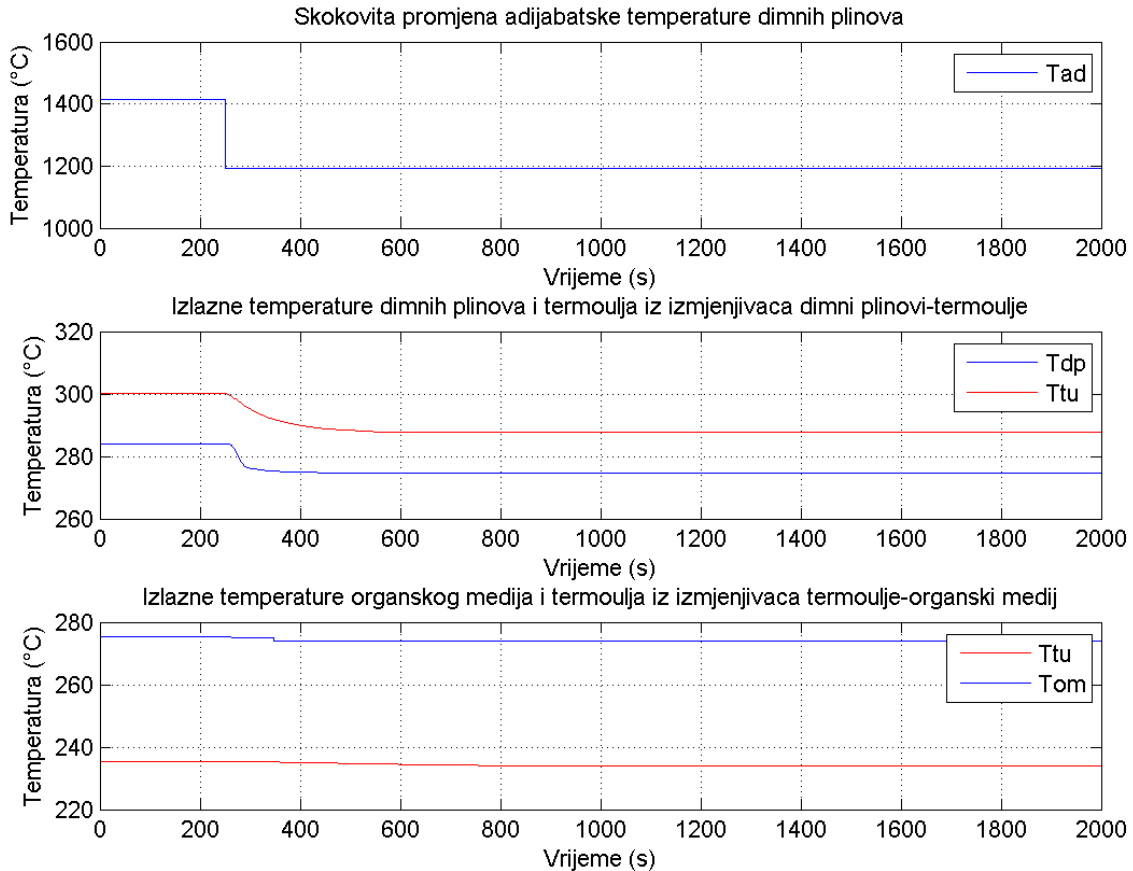 Skokovita promjena adijabatske temperature dimnih plinova
1600
1400
1200
1000
Temperatura (°C)
Tad
0 200 400 600 800 1000 1200 1400 1600 1800 2000
Vrijeme (s)
Izlazne temperature dimnih plinova i termoulja iz izmjenjivaca dimni plinovi-termoulje
320
300
280
260
Temperatura (°C)
Tdp
Ttu
0 200 400 600 800 1000 1200 1400 1600 1800 2000
Vrijeme (s)
Izlazne temperature organskog medija i termoulja iz izmjenjivaca termoulje-organski medij
280
260
240
220
Temperatura (°C)
Ttu
Tom
0 200 400 600 800 1000 1200 1400 1600 1800 2000
Vrijeme (s)